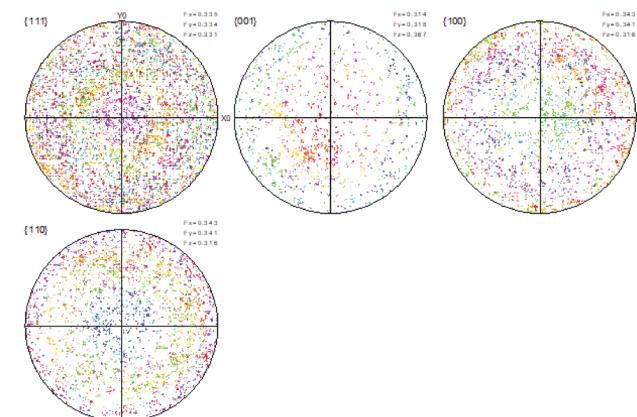 {111}
Y0
Fx=0.335
Fy=0.334
Fz=0.331
X0
{001}
Fx=0.314
Fy=0.318
Fz=0.367
{100}
Fx=0.343
Fy=0.341
Fz=0.316
{110}
Fx=0.343
Fy=0.341
Fz=0.316